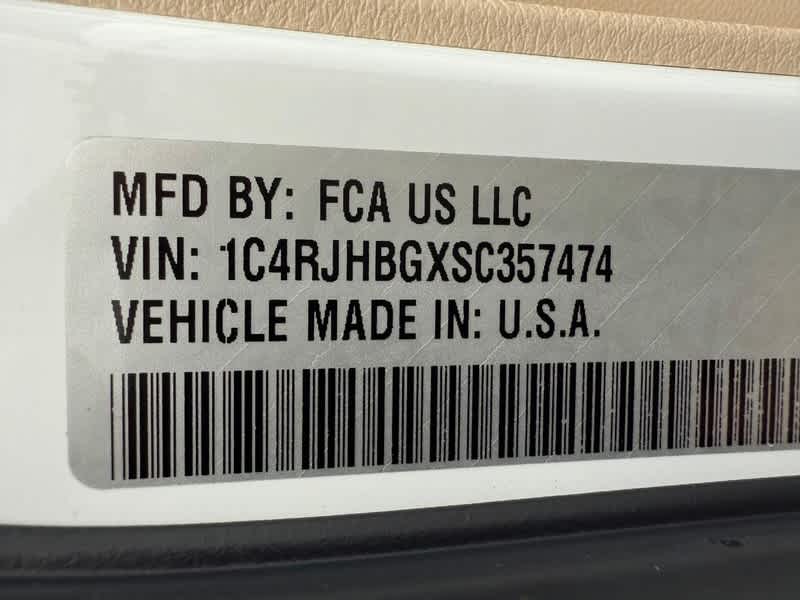 MFD BY: FCA US LLC
VIN: 1C4RJHBGXSC357474
VEHICLE MADE IN: U.S.A.